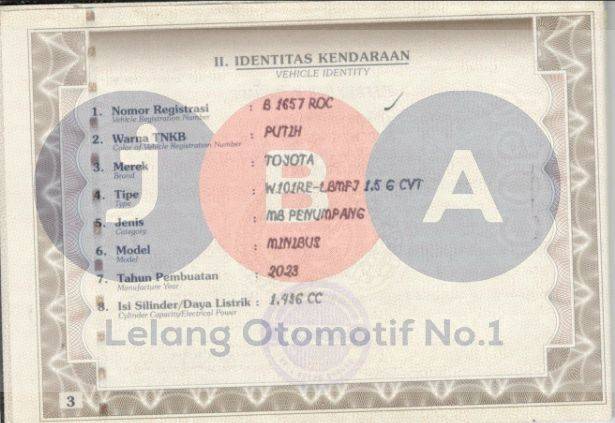 II. IDENTITAS KENDARAAN
VEHICLE IDENTITY
1. Nomor Registrasi : B 1657 ROC
Vehicle Registration Number
2. Warna TNKB : PUTIH
Color of Vehicle Registration Number
3. Merek : TOYOTA
Brand
4. Tipe : W101RE-LBMFJ 1.5 G CVT
Type
5. Jenis : MB PENUMPANG
Category
6. Model : MINIBUS
Model
7. Tahun Pembuatan : 2023
Manufacture Year
8. Isi Silinder/Daya Listrik : 1.496 CC
Cylinder Capacity/Electrical Power
JBA
Lelang Otomotif No.1
3